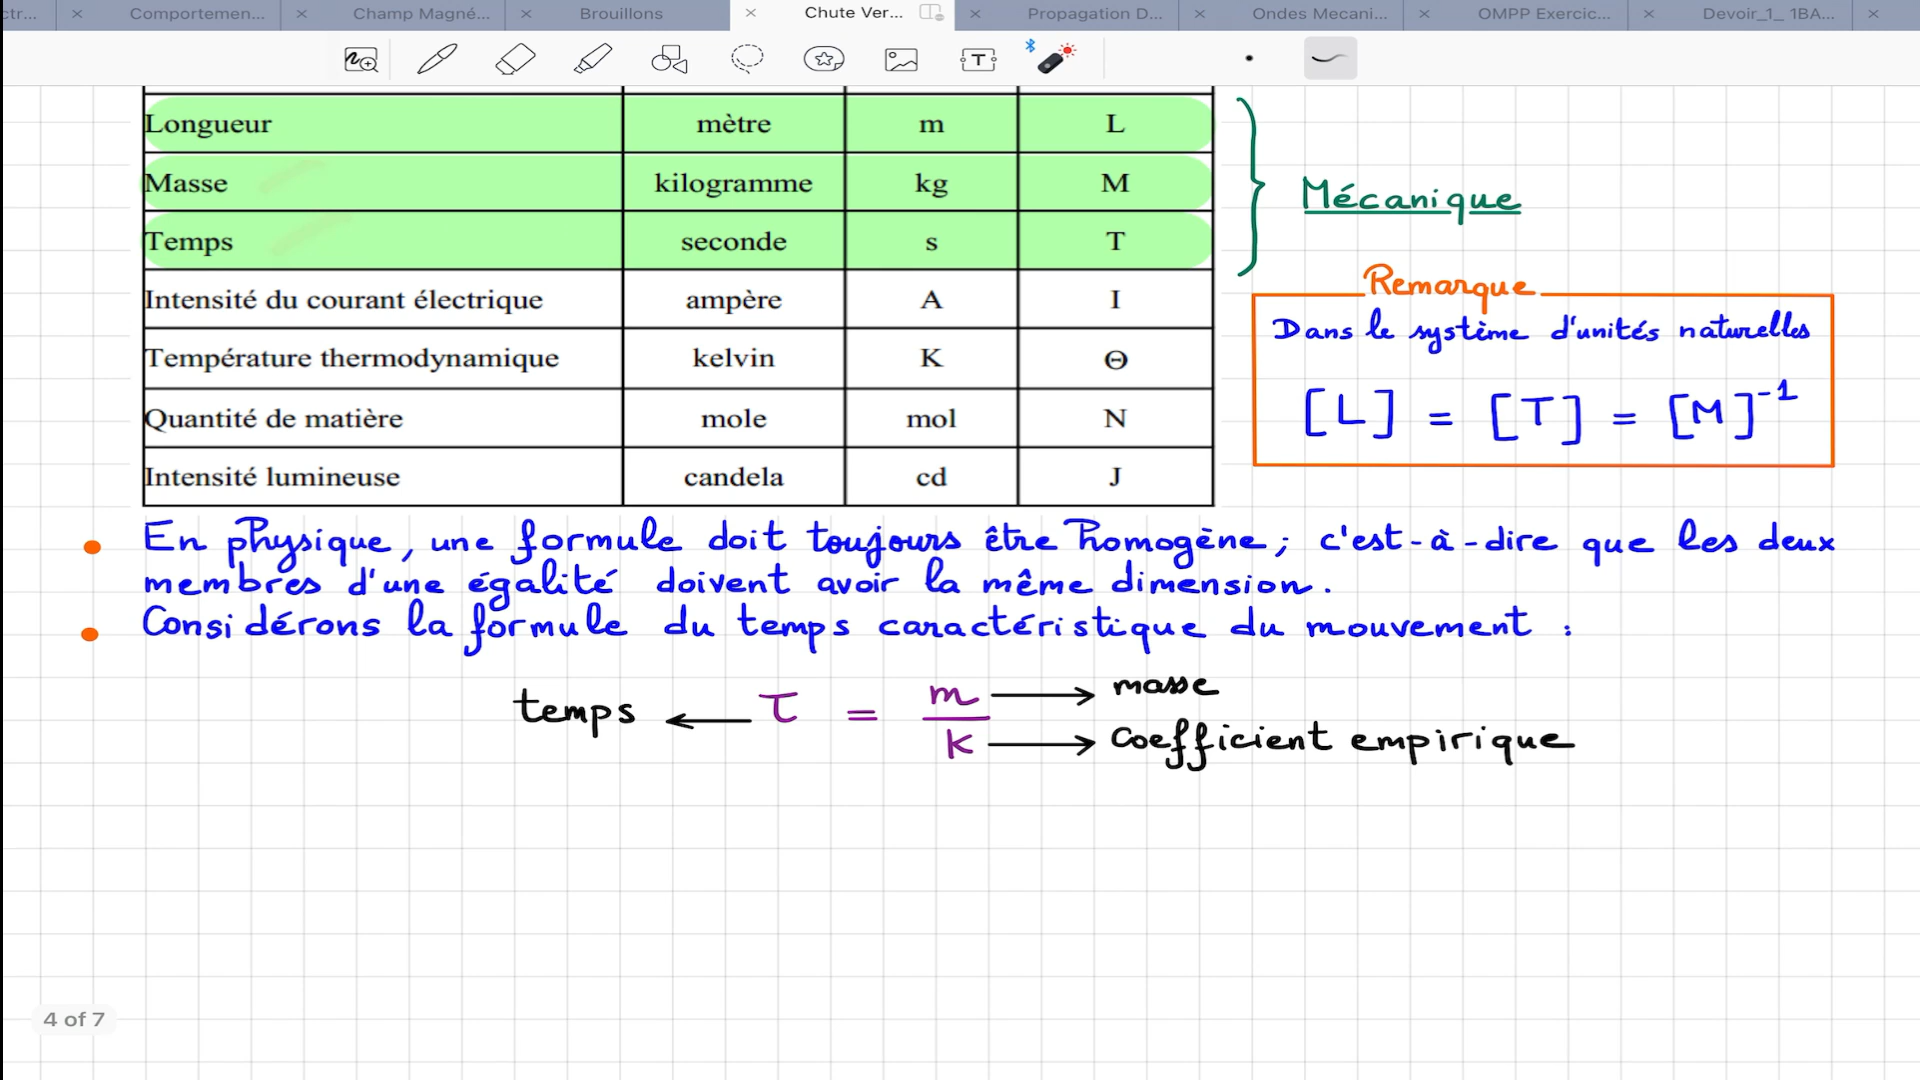 ctr... Comportemen... Champ Magné... Brouillons Chute Ver... Propagation D... Ondes Mecani... OMPP Exercic... Devoir_1_ 1BA...
Longueur mètre m L
Masse kilogramme kg M
Temps seconde s T
Intensité du courant électrique ampère A I
Température thermodynamique kelvin K Θ
Quantité de matière mole mol N
Intensité lumineuse candela cd J
Mécanique
Remarque
Dans le système d'unités naturelles
[L] = [T] = [M]⁻¹
• En physique, une formule doit toujours être homogène; c'est-à-dire que les deux
membres d'une égalité doivent avoir la même dimension.
• Considérons la formule du temps caractéristique du mouvement :
temps ← τ = m/k
m → masse
k → Coefficient empirique
4 of 7